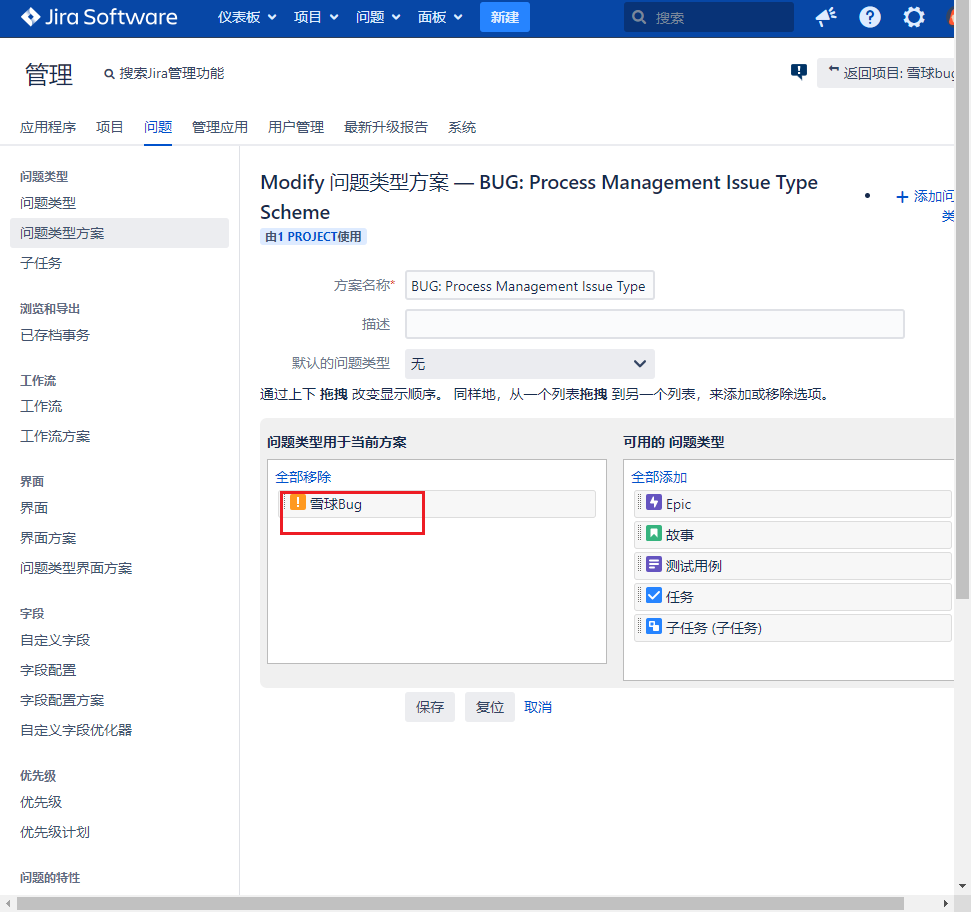 Jira Software 仪表板 项目 问题 面板 新建 搜索
管理 搜索Jira管理功能 返回项目: 雪球bug
应用程序 项目 问题 管理应用 用户管理 最新升级报告 系统
问题类型
问题类型
问题类型方案
子任务
浏览和导出
已存档事务
工作流
工作流
工作流方案
界面
界面
界面方案
问题类型界面方案
字段
自定义字段
字段配置
字段配置方案
自定义字段优化器
优先级
优先级
优先级计划
问题的特性
Modify 问题类型方案 — BUG: Process Management Issue Type
Scheme
由1 PROJECT使用
+ 添加问
类
方案名称* BUG: Process Management Issue Type
描述
默认的问题类型 无
通过上下 拖拽 改变显示顺序。 同样地，从一个列表拖拽 到另一个列表，来添加或移除选项。
问题类型用于当前方案
全部移除
雪球Bug
可用的 问题类型
全部添加
Epic
故事
测试用例
任务
子任务 (子任务)
保存 复位 取消